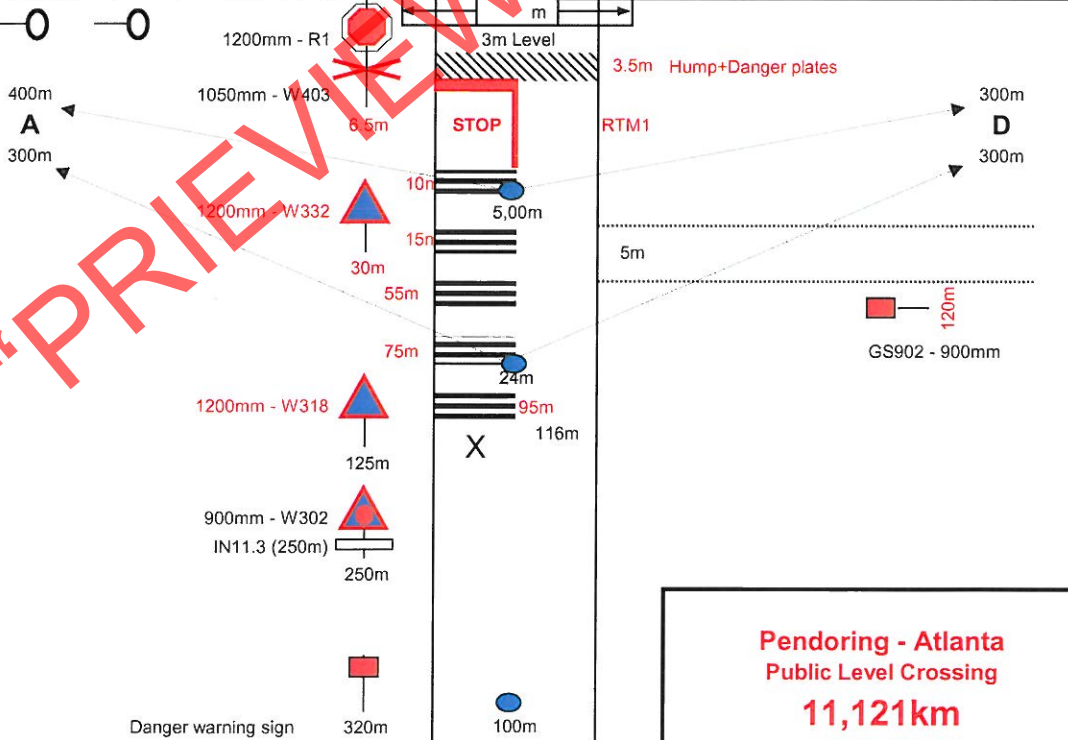 m
1200mm - R1
3m Level
3.5m Hump+Danger plates
1050mm - W403
400m
A
300m
6.5m
STOP
RTM1
300m
D
300m
10m
1200mm - W332
5,00m
15m
30m
5m
55m
120m
75m
GS902 - 900mm
24m
1200mm - W318
95m
116m
X
125m
900mm - W302
IN11.3 (250m)
250m
Pendoring - Atlanta
Public Level Crossing
11,121km
Danger warning sign
320m
100m
"PRIEVIEW